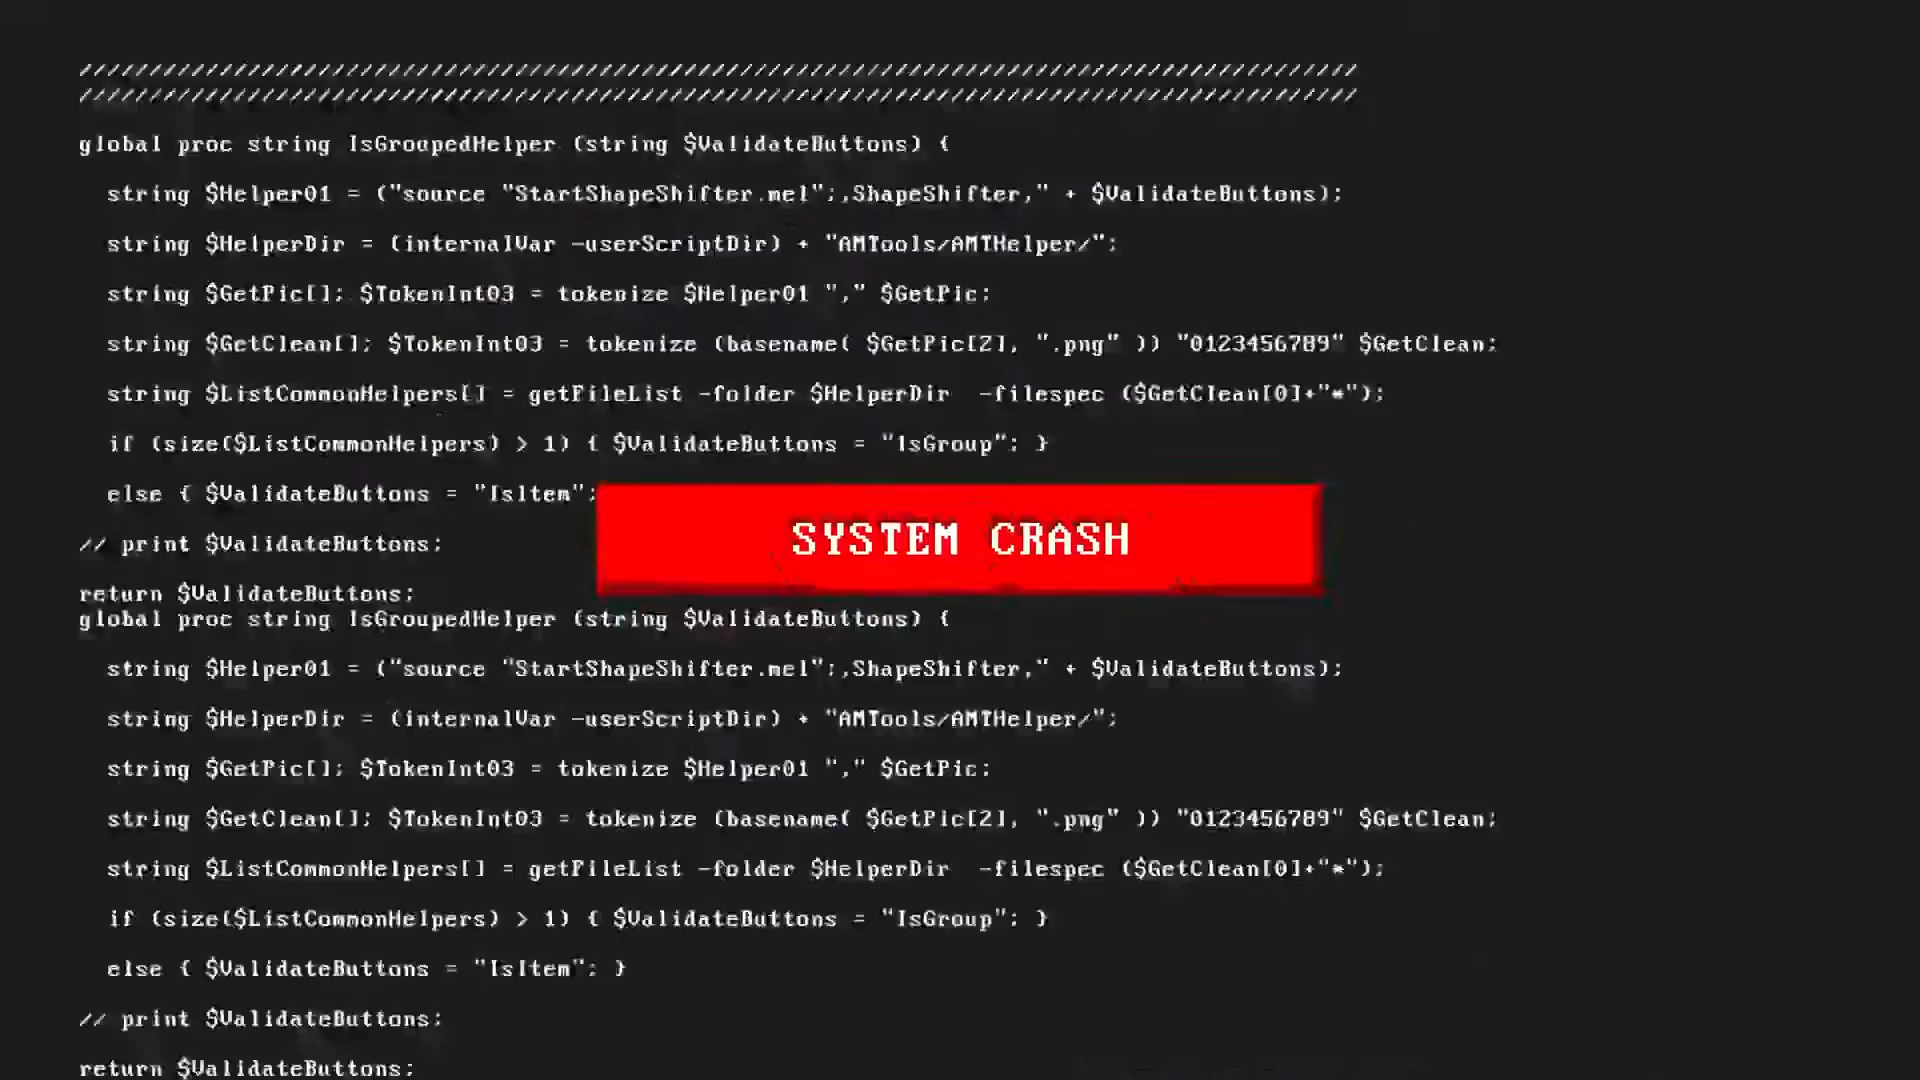 ////////////////////////////////////////////////////////////////////////////////////////////
////////////////////////////////////////////////////////////////////////////////////////////
global proc string IsGroupedHelper (string $ValidateButtons) {
string $Helper01 = ("source "StartShapeShifter.mel";,ShapeShifter," + $ValidateButtons);
string $HelperDir = (internalVar -userScriptDir) + "AMTools/AMTHelper/";
string $GetPic[]; $TokenInt03 = tokenize $Helper01 "," $GetPic;
string $GetClean[]; $TokenInt03 = tokenize (basename( $GetPic[2], ".png" )) "0123456789" $GetClean;
string $ListCommonHelpers[] = getFileList -folder $HelperDir  -filespec ($GetClean[0]+"*");
if (size($ListCommonHelpers) > 1) { $ValidateButtons = "IsGroup"; }
else { $ValidateButtons = "IsItem";
SYSTEM CRASH
// print $ValidateButtons;
return $ValidateButtons;
global proc string IsGroupedHelper (string $ValidateButtons) {
string $Helper01 = ("source "StartShapeShifter.mel";,ShapeShifter," + $ValidateButtons);
string $HelperDir = (internalVar -userScriptDir) + "AMTools/AMTHelper/";
string $GetPic[]; $TokenInt03 = tokenize $Helper01 "," $GetPic;
string $GetClean[]; $TokenInt03 = tokenize (basename( $GetPic[2], ".png" )) "0123456789" $GetClean;
string $ListCommonHelpers[] = getFileList -folder $HelperDir  -filespec ($GetClean[0]+"*");
if (size($ListCommonHelpers) > 1) { $ValidateButtons = "IsGroup"; }
else { $ValidateButtons = "IsItem"; }
// print $ValidateButtons;
return $ValidateButtons;